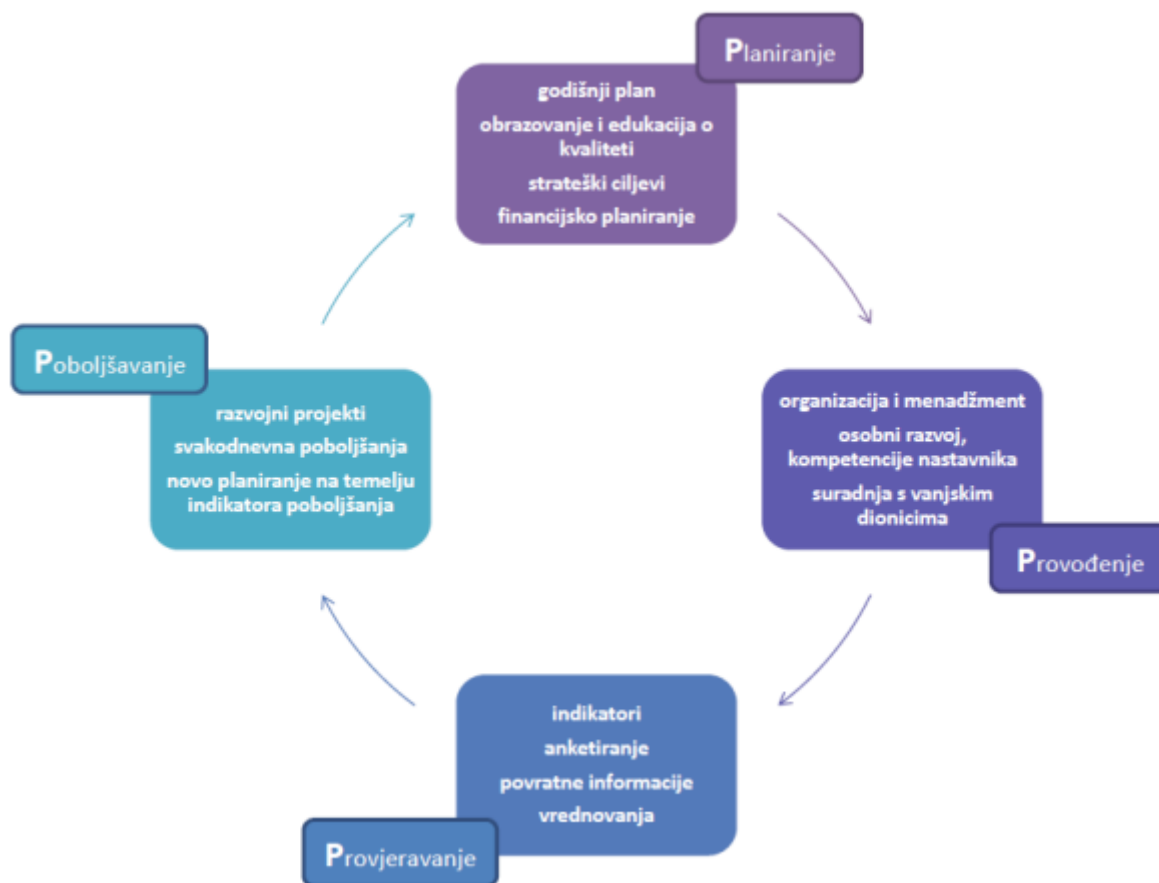 Planiranje
godišnji plan
obrazovanje i edukacija o
kvaliteti
strateški ciljevi
financijsko planiranje
Provođenje
organizacija i menadžment
osobni razvoj,
kompetencije nastavnika
suradnja s vanjskim
dionicima
Provjeravanje
indikatori
anketiranje
povratne informacije
vrednovanja
Poboljšavanje
razvojni projekti
svakodnevna poboljšanja
novo planiranje na temelju
indikatora poboljšanja